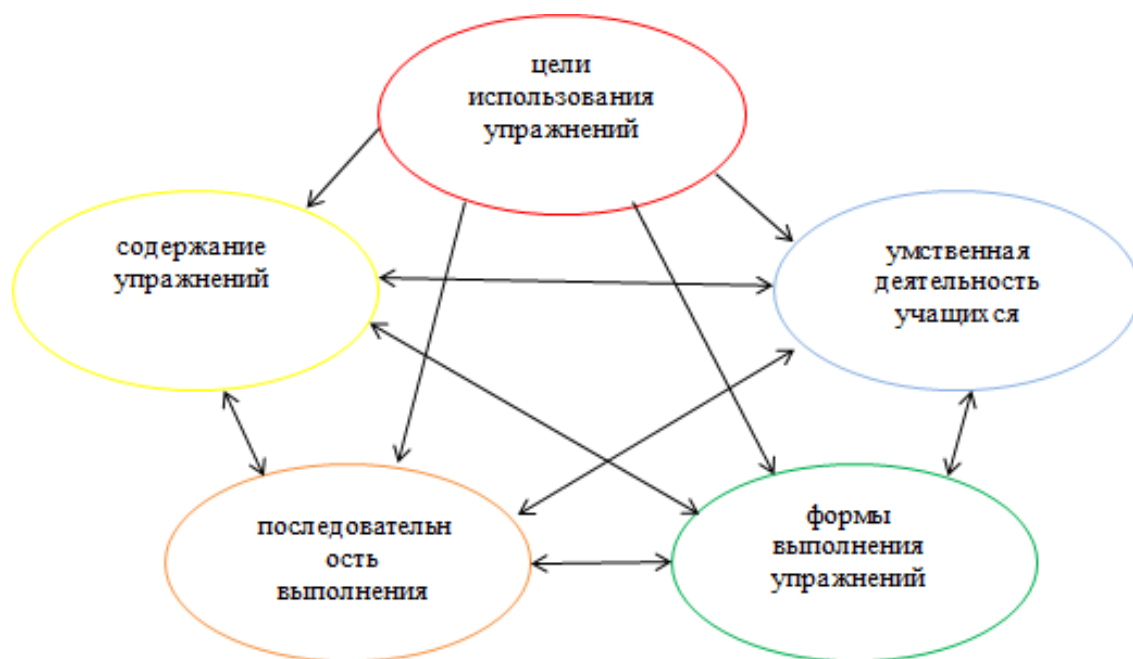 цели
использования
упражнений
содержание
упражнений
умственная
деятельность
учащихся
последовательн
ость
выполнения
формы
выполнения
упражнений